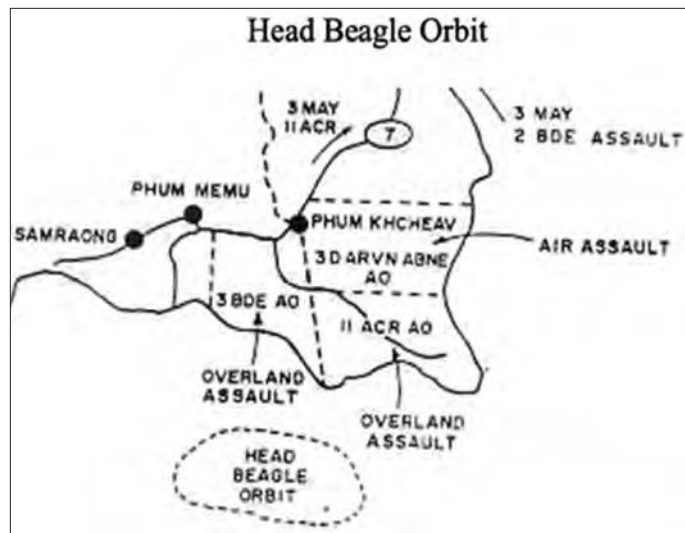 Head Beagle Orbit
3 MAY
11 ACR
7
3 MAY
2 BDE ASSAULT
PHUM MEMU
SAMRAONG
PHUM KHCHEAV
AIR ASSAULT
3D ARVN ABNE
AO
3 BDE AO
11 ACR AO
OVERLAND
ASSAULT
OVERLAND
ASSAULT
HEAD
BEAGLE
ORBIT